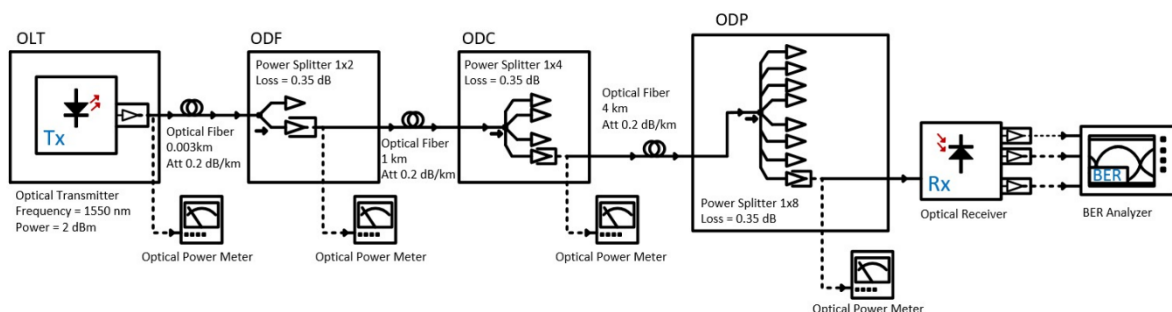 OLT
Tx
Optical Transmitter
Frequency = 1550 nm
Power = 2 dBm
Optical Fiber
0.003km
Att 0.2 dB/km
Optical Power Meter
ODF
Power Splitter 1x2
Loss = 0.35 dB
Optical Power Meter
Optical Fiber
1 km
Att 0.2 dB/km
ODC
Power Splitter 1x4
Loss = 0.35 dB
Optical Power Meter
Optical Fiber
4 km
Att 0.2 dB/km
ODP
Power Splitter 1x8
Loss = 0.35 dB
Optical Power Meter
Rx
Optical Receiver
BER
BER Analyzer